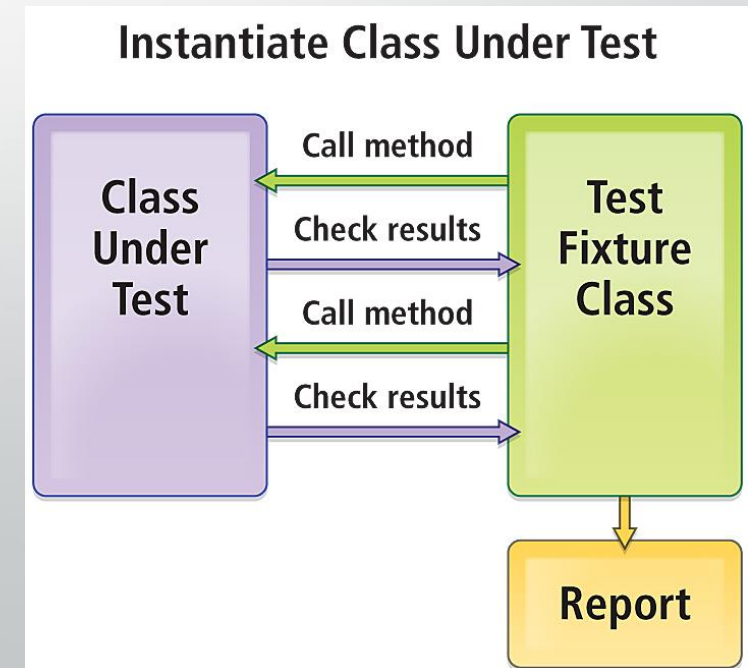 Instantiate Class Under Test
Class
Under
Test
Call method
Check results
Call method
Check results
Test
Fixture
Class
Report